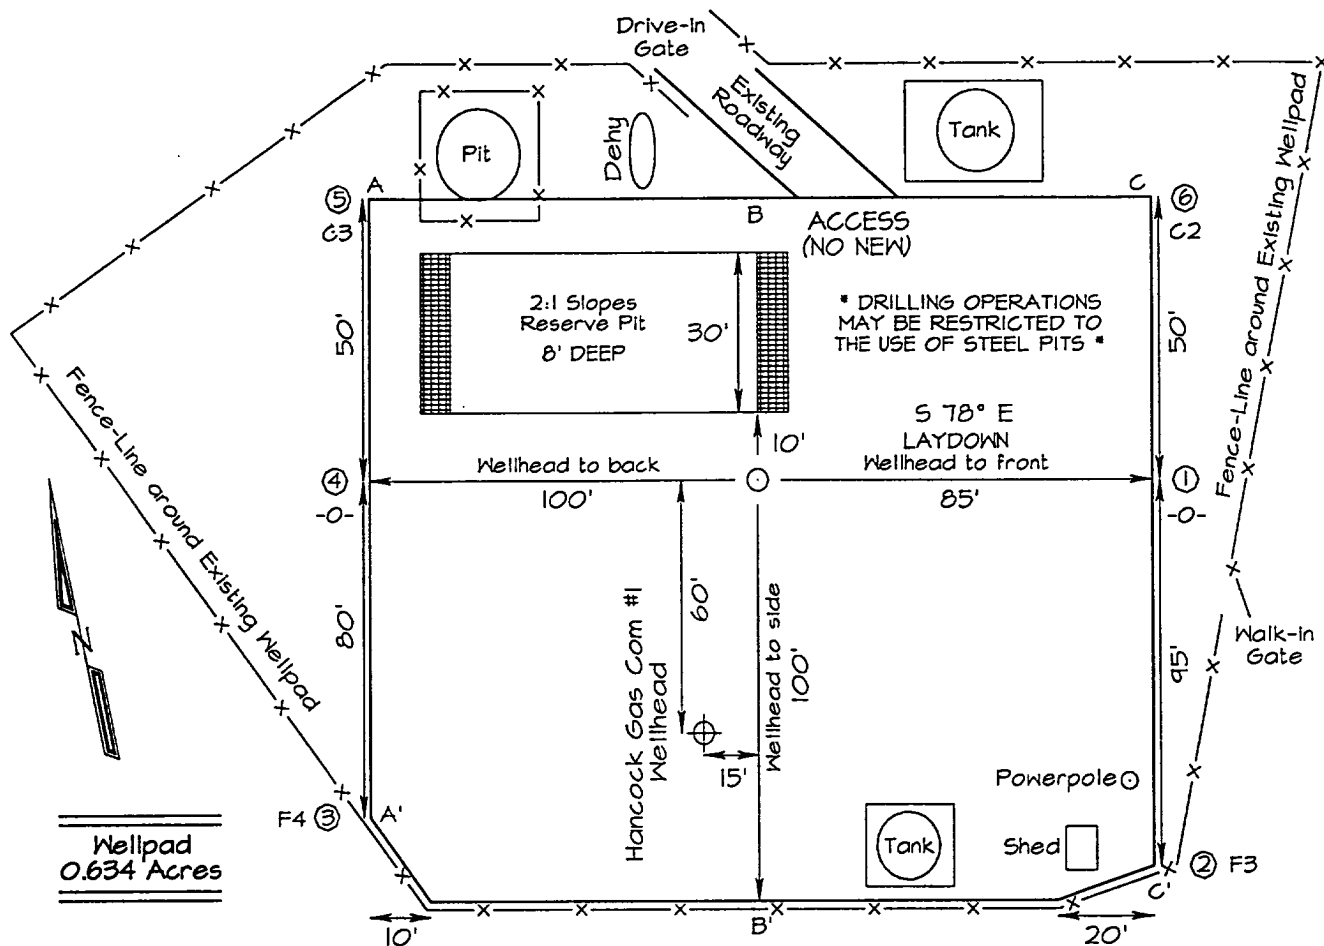 Drive-in
Gate
Existing
Roadway
Tank
Pit
Dehy
A
B
C
5
C3
6
C2
ACCESS
(NO NEW)
2:1 Slopes
Reserve Pit
8' DEEP
30'
* DRILLING OPERATIONS
MAY BE RESTRICTED TO
THE USE OF STEEL PITS *
50'
50'
S 78° E
LAYDOWN
10'
Wellhead to back
Wellhead to front
100'
85'
4
-0-
1
-0-
Fence-Line around Existing Wellpad
Fence-Line around Existing Wellpad
N
80'
60'
Hancock Gas Com #1
Wellhead
Wellhead to side
100'
15'
95'
Walk-in
Gate
Powerpole
Shed
Tank
F4 3
A'
2 F3
C'
B'
10'
20'
Wellpad
0.634 Acres